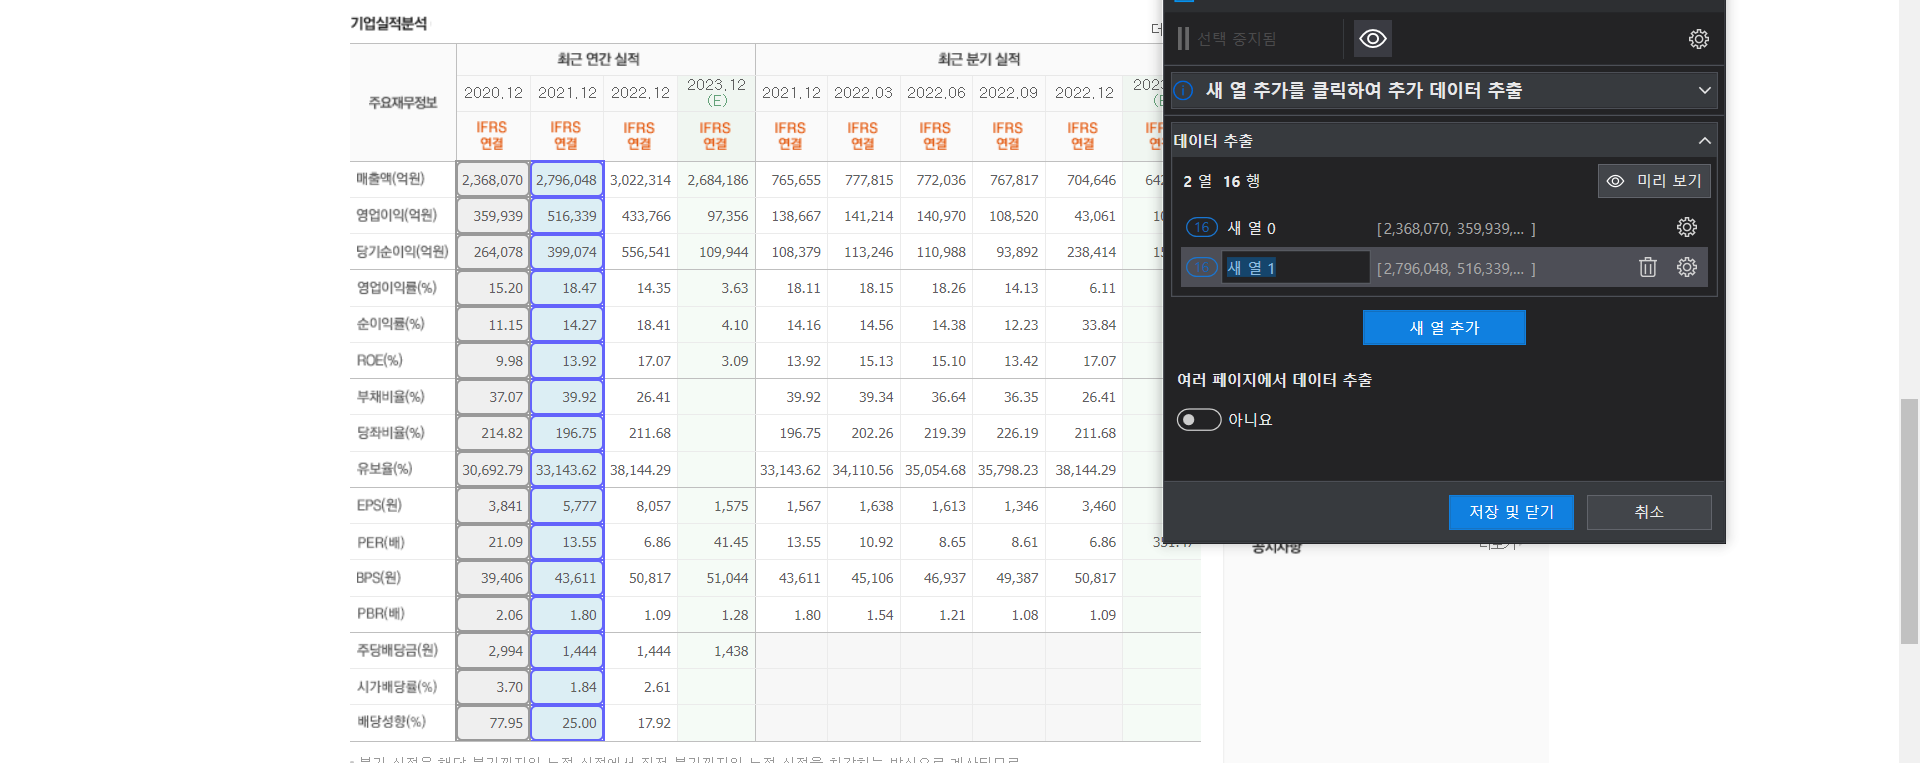 기업실적분석
더
주요재무정보 최근 연간 실적 최근 분기 실적
2020.12 2021.12 2022.12 2023.12 (E) 2021.12 2022.03 2022.06 2022.09 2022.12
IFRS 연결 IFRS 연결 IFRS 연결 IFRS 연결 IFRS 연결 IFRS 연결 IFRS 연결 IFRS 연결 IFRS 연결
매출액(억원) 2,368,070 2,796,048 3,022,314 2,684,186 765,655 777,815 772,036 767,817 704,646
영업이익(억원) 359,939 516,339 433,766 97,356 138,667 141,214 140,970 108,520 43,061
당기순이익(억원) 264,078 399,074 556,541 109,944 108,379 113,246 110,988 93,892 238,414
영업이익률(%) 15.20 18.47 14.35 3.63 18.11 18.15 18.26 14.13 6.11
순이익률(%) 11.15 14.27 18.41 4.10 14.16 14.56 14.38 12.23 33.84
ROE(%) 9.98 13.92 17.07 3.09 13.92 15.13 15.10 13.42 17.07
부채비율(%) 37.07 39.92 26.41 39.92 39.34 36.64 36.35 26.41
당좌비율(%) 214.82 196.75 211.68 196.75 202.26 219.39 226.19 211.68
유보율(%) 30,692.79 33,143.62 38,144.29 33,143.62 34,110.56 35,054.68 35,798.23 38,144.29
EPS(원) 3,841 5,777 8,057 1,575 1,567 1,638 1,613 1,346 3,460
PER(배) 21.09 13.55 6.86 41.45 13.55 10.92 8.65 8.61 6.86
BPS(원) 39,406 43,611 50,817 51,044 43,611 45,106 46,937 49,387 50,817
PBR(배) 2.06 1.80 1.09 1.28 1.80 1.54 1.21 1.08 1.09
주당배당금(원) 2,994 1,444 1,444 1,438
시가배당률(%) 3.70 1.84 2.61
배당성향(%) 77.95 25.00 17.92
선택 중지됨
새 열 추가를 클릭하여 추가 데이터 추출
데이터 추출
2 열 16 행 미리 보기
16 새 열 0 [2,368,070, 359,939,... ]
16 새 열 1 [2,796,048, 516,339,... ]
새 열 추가
여러 페이지에서 데이터 추출
아니요
저장 및 닫기 취소
공지사항